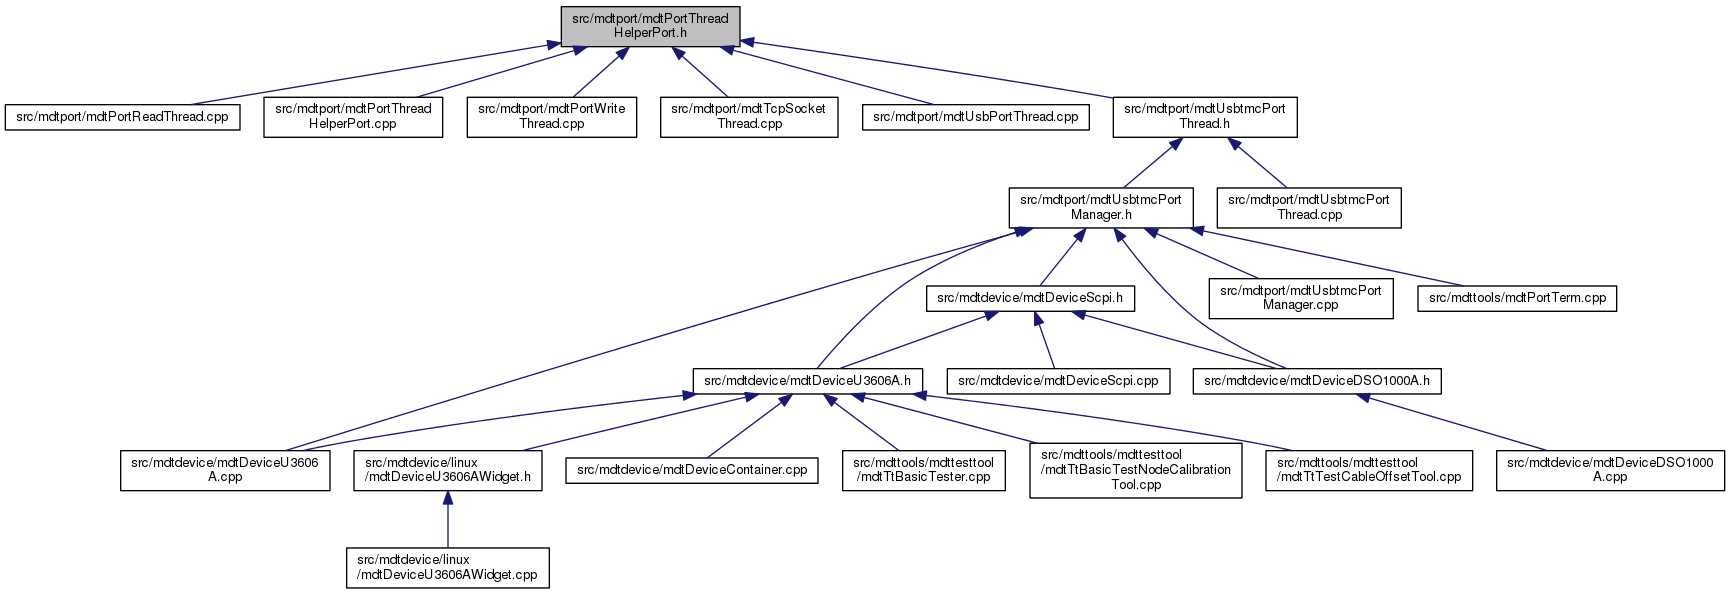 src/mdtport/mdtPortThread
HelperPort.h
src/mdtport/mdtPortReadThread.cpp
src/mdtport/mdtPortThread
HelperPort.cpp
src/mdtport/mdtPortWrite
Thread.cpp
src/mdtport/mdtTcpSocket
Thread.cpp
src/mdtport/mdtUsbPortThread.cpp
src/mdtport/mdtUsbtmcPort
Thread.h
src/mdtport/mdtUsbtmcPort
Manager.h
src/mdtport/mdtUsbtmcPort
Thread.cpp
src/mdtdevice/mdtDeviceScpi.h
src/mdtport/mdtUsbtmcPort
Manager.cpp
src/mdttools/mdtPortTerm.cpp
src/mdtdevice/mdtDeviceU3606A.h
src/mdtdevice/mdtDeviceScpi.cpp
src/mdtdevice/mdtDeviceDSO1000A.h
src/mdtdevice/mdtDeviceU3606
A.cpp
src/mdtdevice/linux
/mdtDeviceU3606AWidget.h
src/mdtdevice/mdtDeviceContainer.cpp
src/mdttools/mdttesttool
/mdtTtBasicTester.cpp
src/mdttools/mdttesttool
/mdtTtBasicTestNodeCalibration
Tool.cpp
src/mdttools/mdttesttool
/mdtTtTestCableOffsetTool.cpp
src/mdtdevice/mdtDeviceDSO1000
A.cpp
src/mdtdevice/linux
/mdtDeviceU3606AWidget.cpp